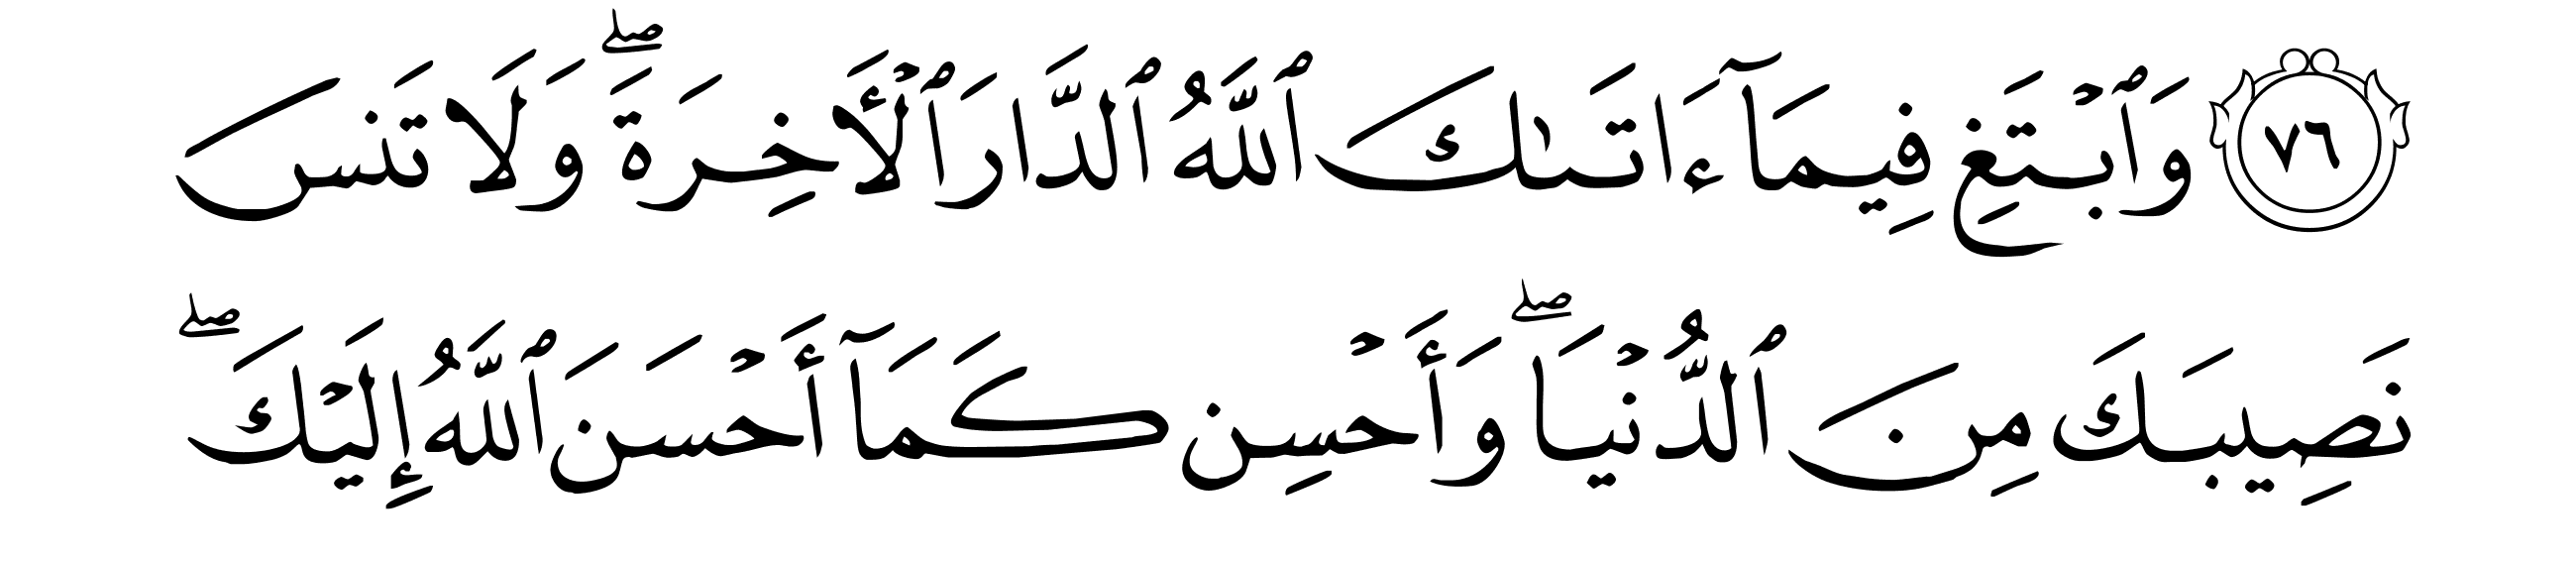 ٧٦ وَٱبْتَغِ فِيمَآ ءَاتَىٰكَ ٱللَّهُ ٱلدَّارَ ٱلْأَخِرَةَ ۖ وَلَا تَنسَ
نَصِيبَكَ مِنَ ٱلدُّنْيَا ۖ وَأَحْسِن كَمَآ أَحْسَنَ ٱللَّهُ إِلَيْكَ ۖ